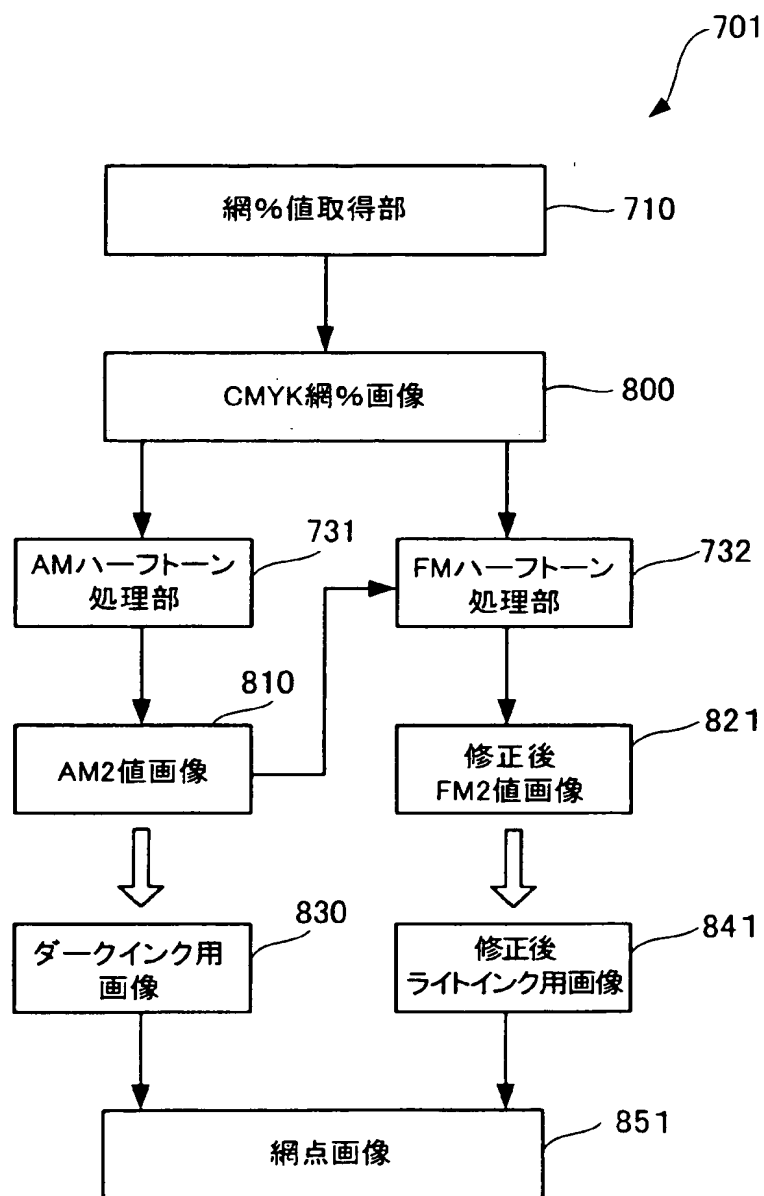 701
網%値取得部
710
CMYK網%画像
800
731
732
AMハーフトーン
処理部
FMハーフトーン
処理部
810
821
AM2値画像
修正後
FM2値画像
830
841
ダークインク用
画像
修正後
ライトインク用画像
網点画像
851